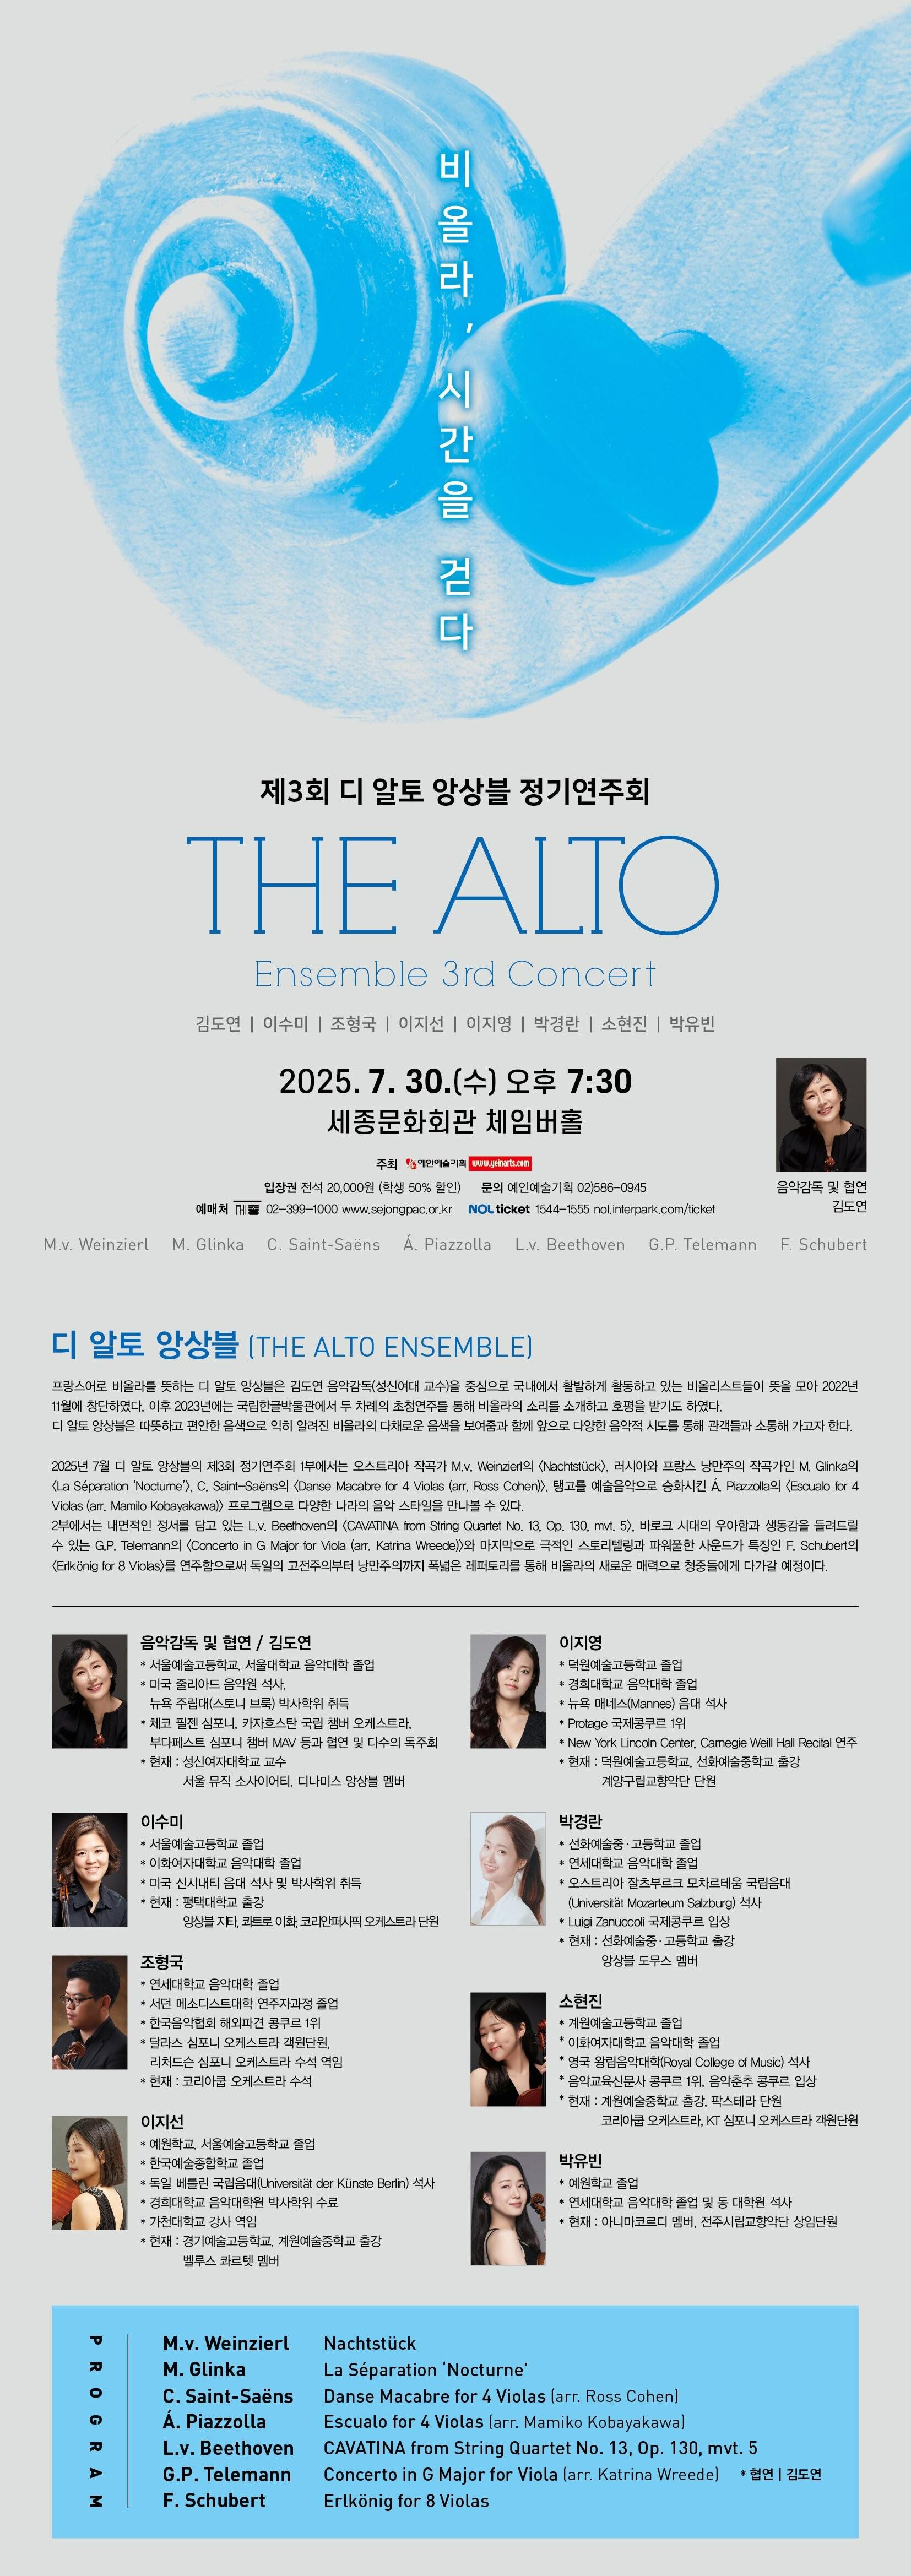 비올라, 시간을 걷다
제3회 디 알토 앙상블 정기연주회
THE ALTO
Ensemble 3rd Concert
김도연 | 이수미 | 조형국 | 이지선 | 이지영 | 박경란 | 소현진 | 박유빈
2025. 7. 30.(수) 오후 7:30
세종문화회관 체임버홀
주최 예인예술기획 www.yeinarts.com
입장권 전석 20,000원 (학생 50% 할인) 문의 예인예술기획 02)586-0945
예매처 02-399-1000 www.sejongpac.or.kr NOL ticket 1544-1555 nol.interpark.com/ticket
음악감독 및 협연
김도연
M.v. Weinzierl M. Glinka C. Saint-Saëns Á. Piazzolla L.v. Beethoven G.P. Telemann F. Schubert
디 알토 앙상블 (THE ALTO ENSEMBLE)
프랑스어로 비올라를 뜻하는 디 알토 앙상블은 김도연 음악감독(성신여대 교수)을 중심으로 국내에서 활발하게 활동하고 있는 비올리스트들이 뜻을 모아 2022년
11월에 창단하였다. 이후 2023년에는 국립한글박물관에서 두 차례의 초청연주를 통해 비올라의 소리를 소개하고 호평을 받기도 하였다.
디 알토 앙상블은 따뜻하고 편안한 음색으로 익히 알려진 비올라의 다채로운 음색을 보여줌과 함께 앞으로 다양한 음악적 시도를 통해 관객들과 소통해 가고자 한다.
2025년 7월 디 알토 앙상블의 제3회 정기연주회 1부에서는 오스트리아 작곡가 M.v. Weinzierl의 〈Nachtstück〉, 러시아와 프랑스 낭만주의 작곡가인 M. Glinka의
〈La Séparation ‘Nocturne’〉, C. Saint-Saëns의 〈Danse Macabre for 4 Violas (arr. Ross Cohen)〉, 탱고를 예술음악으로 승화시킨 Á. Piazzolla의 〈Escualo for 4
Violas (arr. Mamilo Kobayakawa)〉 프로그램으로 다양한 나라의 음악 스타일을 만나볼 수 있다.
2부에서는 내면적인 정서를 담고 있는 L.v. Beethoven의 〈CAVATINA from String Quartet No. 13, Op. 130, mvt. 5〉, 바로크 시대의 우아함과 생동감을 들려드릴
수 있는 G.P. Telemann의 〈Concerto in G Major for Viola (arr. Katrina Wreede)〉와 마지막으로 극적인 스토리텔링과 파워풀한 사운드가 특징인 F. Schubert의
〈Erlkönig for 8 Violas〉를 연주함으로써 독일의 고전주의부터 낭만주의까지 폭넓은 레퍼토리를 통해 비올라의 새로운 매력으로 청중들에게 다가갈 예정이다.
음악감독 및 협연 / 김도연
* 서울예술고등학교, 서울대학교 음악대학 졸업
* 미국 줄리아드 음악원 석사,
뉴욕 주립대(스토니 브룩) 박사학위 취득
* 체코 필젠 심포니, 카자흐스탄 국립 챔버 오케스트라,
부다페스트 심포니 챔버 MAV 등과 협연 및 다수의 독주회
* 현재 : 성신여자대학교 교수
서울 뮤직 소사이어티, 디나미스 앙상블 멤버
이수미
* 서울예술고등학교 졸업
* 이화여자대학교 음악대학 졸업
* 미국 신시내티 음대 석사 및 박사학위 취득
* 현재 : 평택대학교 출강
앙상블 쟈타, 콰트로 이화, 코리안퍼시픽 오케스트라 단원
조형국
* 연세대학교 음악대학 졸업
* 서던 메소디스트대학 연주자과정 졸업
* 한국음악협회 해외파견 콩쿠르 1위
* 달라스 심포니 오케스트라 객원단원,
리처드슨 심포니 오케스트라 수석 역임
* 현재 : 코리아쿱 오케스트라 수석
이지선
* 예원학교, 서울예술고등학교 졸업
* 한국예술종합학교 졸업
* 독일 베를린 국립음대(Universität der Künste Berlin) 석사
* 경희대학교 음악대학원 박사학위 수료
* 가천대학교 강사 역임
* 현재 : 경기예술고등학교, 계원예술중학교 출강
벨루스 콰르텟 멤버
이지영
* 덕원예술고등학교 졸업
* 경희대학교 음악대학 졸업
* 뉴욕 매네스(Mannes) 음대 석사
* Protage 국제콩쿠르 1위
* New York Lincoln Center, Carnegie Weill Hall Recital 연주
* 현재 : 덕원예술고등학교, 선화예술중학교 출강
계양구립교향악단 단원
박경란
* 선화예술중·고등학교 졸업
* 연세대학교 음악대학 졸업
* 오스트리아 잘츠부르크 모차르테움 국립음대
(Universität Mozarteum Salzburg) 석사
* Luigi Zanuccoli 국제콩쿠르 입상
* 현재 : 선화예술중·고등학교 출강
앙상블 도무스 멤버
소현진
* 계원예술고등학교 졸업
* 이화여자대학교 음악대학 졸업
* 영국 왕립음악대학(Royal College of Music) 석사
* 음악교육신문사 콩쿠르 1위, 음악춘추 콩쿠르 입상
* 현재 : 계원예술중학교 출강, 팍스테라 단원
코리아쿱 오케스트라, KT 심포니 오케스트라 객원단원
박유빈
* 예원학교 졸업
* 연세대학교 음악대학 졸업 및 동 대학원 석사
* 현재 : 아니마코르디 멤버, 전주시립교향악단 상임단원
PROGRAM
M.v. Weinzierl Nachtstück
M. Glinka La Séparation ‘Nocturne’
C. Saint-Saëns Danse Macabre for 4 Violas (arr. Ross Cohen)
Á. Piazzolla Escualo for 4 Violas (arr. Mamiko Kobayakawa)
L.v. Beethoven CAVATINA from String Quartet No. 13, Op. 130, mvt. 5
G.P. Telemann Concerto in G Major for Viola (arr. Katrina Wreede) * 협연 | 김도연
F. Schubert Erlkönig for 8 Violas